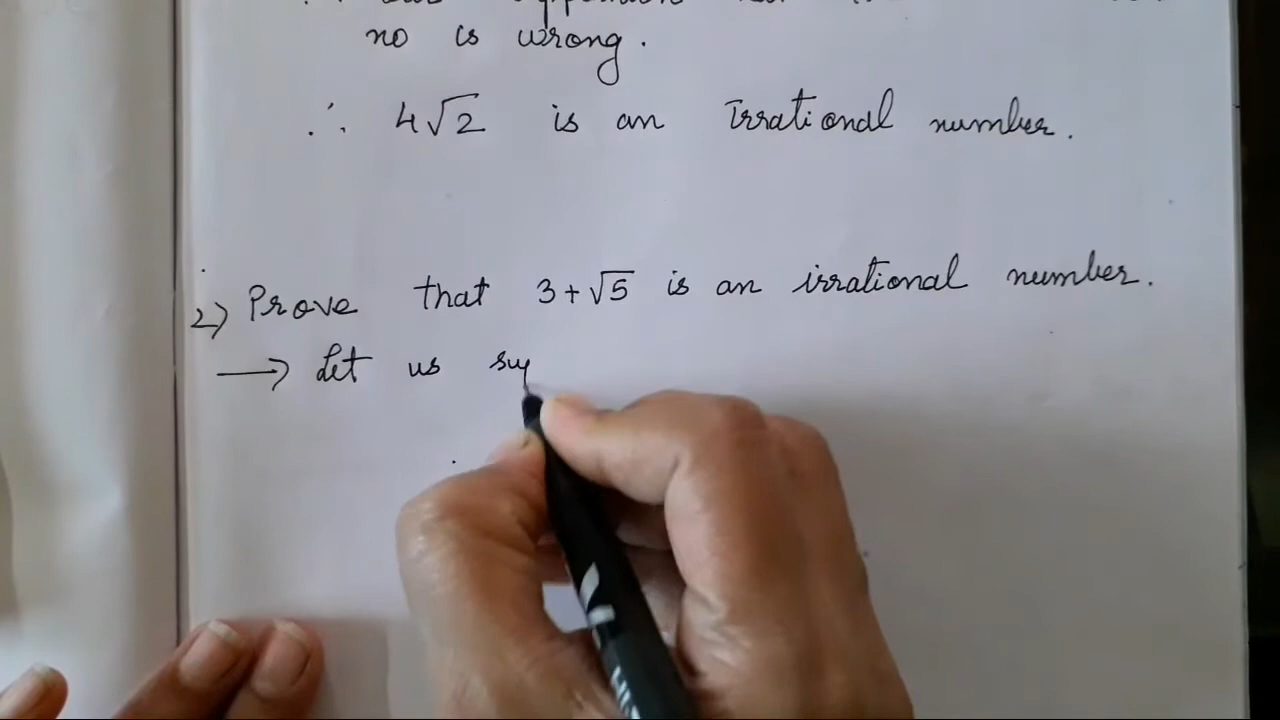 no is wrong.
∴ 4√2 is an Irrational number.
2) Prove that 3+√5 is an irrational number.
→ Let us sup